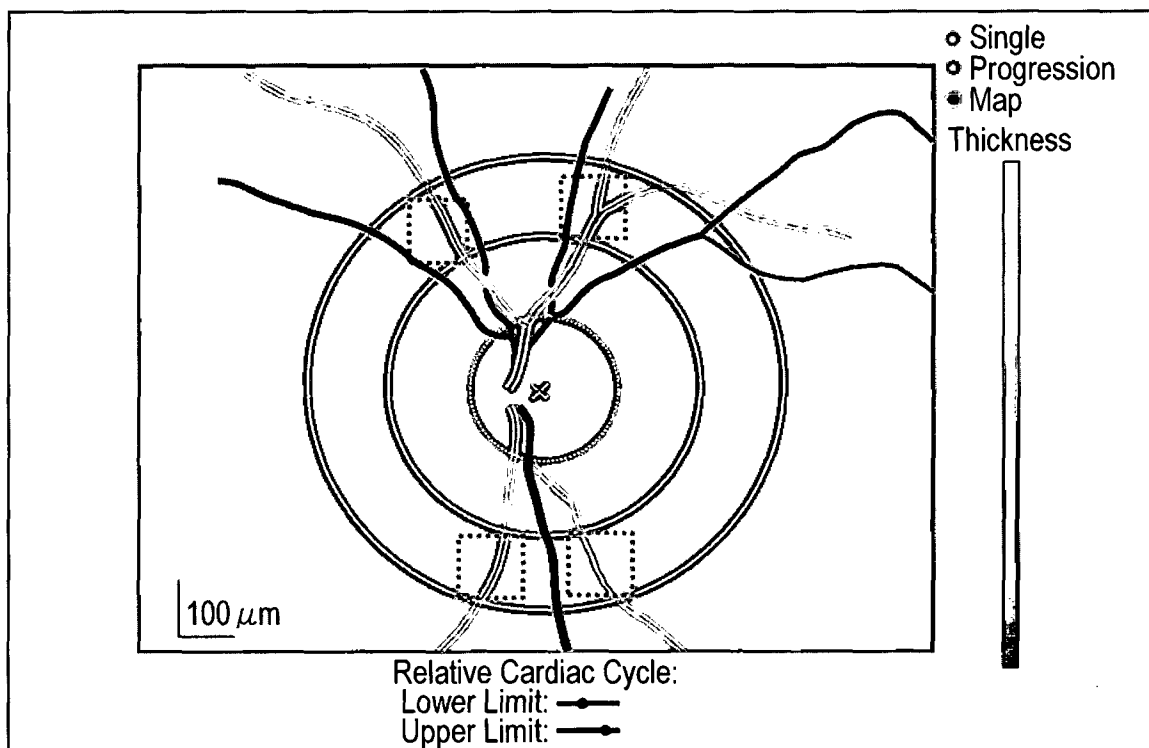 Single
Progression
Map
Thickness
100 μm
Relative Cardiac Cycle:
Lower Limit:
Upper Limit: